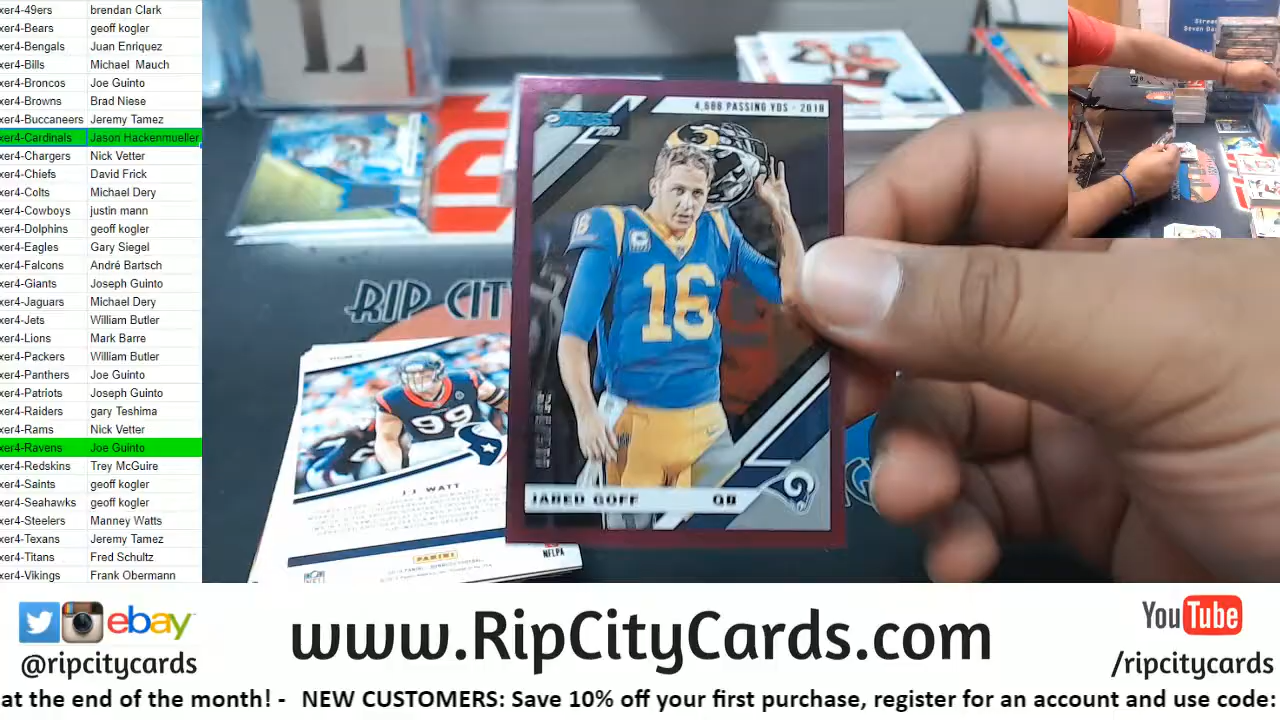 xer4-49ers brendan Clark
xer4-Bears geoff kogler
xer4-Bengals Juan Enriquez
xer4-Bills Michael Mauch
xer4-Broncos Joe Guinto
xer4-Browns Brad Niese
xer4-Buccaneers Jeremy Tamez
xer4-Cardinals Jason Hackenmueller
xer4-Chargers Nick Vetter
xer4-Chiefs David Frick
xer4-Colts Michael Dery
xer4-Cowboys justin mann
xer4-Dolphins geoff kogler
xer4-Eagles Gary Siegel
xer4-Falcons André Bartsch
xer4-Giants Joseph Guinto
xer4-Jaguars Michael Dery
xer4-Jets William Butler
xer4-Lions Mark Barre
xer4-Packers William Butler
xer4-Panthers Joe Guinto
xer4-Patriots Joseph Guinto
xer4-Raiders gary Teshima
xer4-Rams Nick Vetter
xer4-Ravens Joe Guinto
xer4-Redskins Trey McGuire
xer4-Saints geoff kogler
xer4-Seahawks geoff kogler
xer4-Steelers Manney Watts
xer4-Texans Jeremy Tamez
xer4-Titans Fred Schultz
xer4-Vikings Frank Obermann
4,688 PASSING YDS - 2018
2019
16
16
JARED GOFF QB
RIP CIT
99
J.J. WATT
PANINI
NFLPA
ebay
@ripcitycards
www.RipCityCards.com
YouTube
/ripcitycards
at the end of the month! - NEW CUSTOMERS: Save 10% off your first purchase, register for an account and use code: